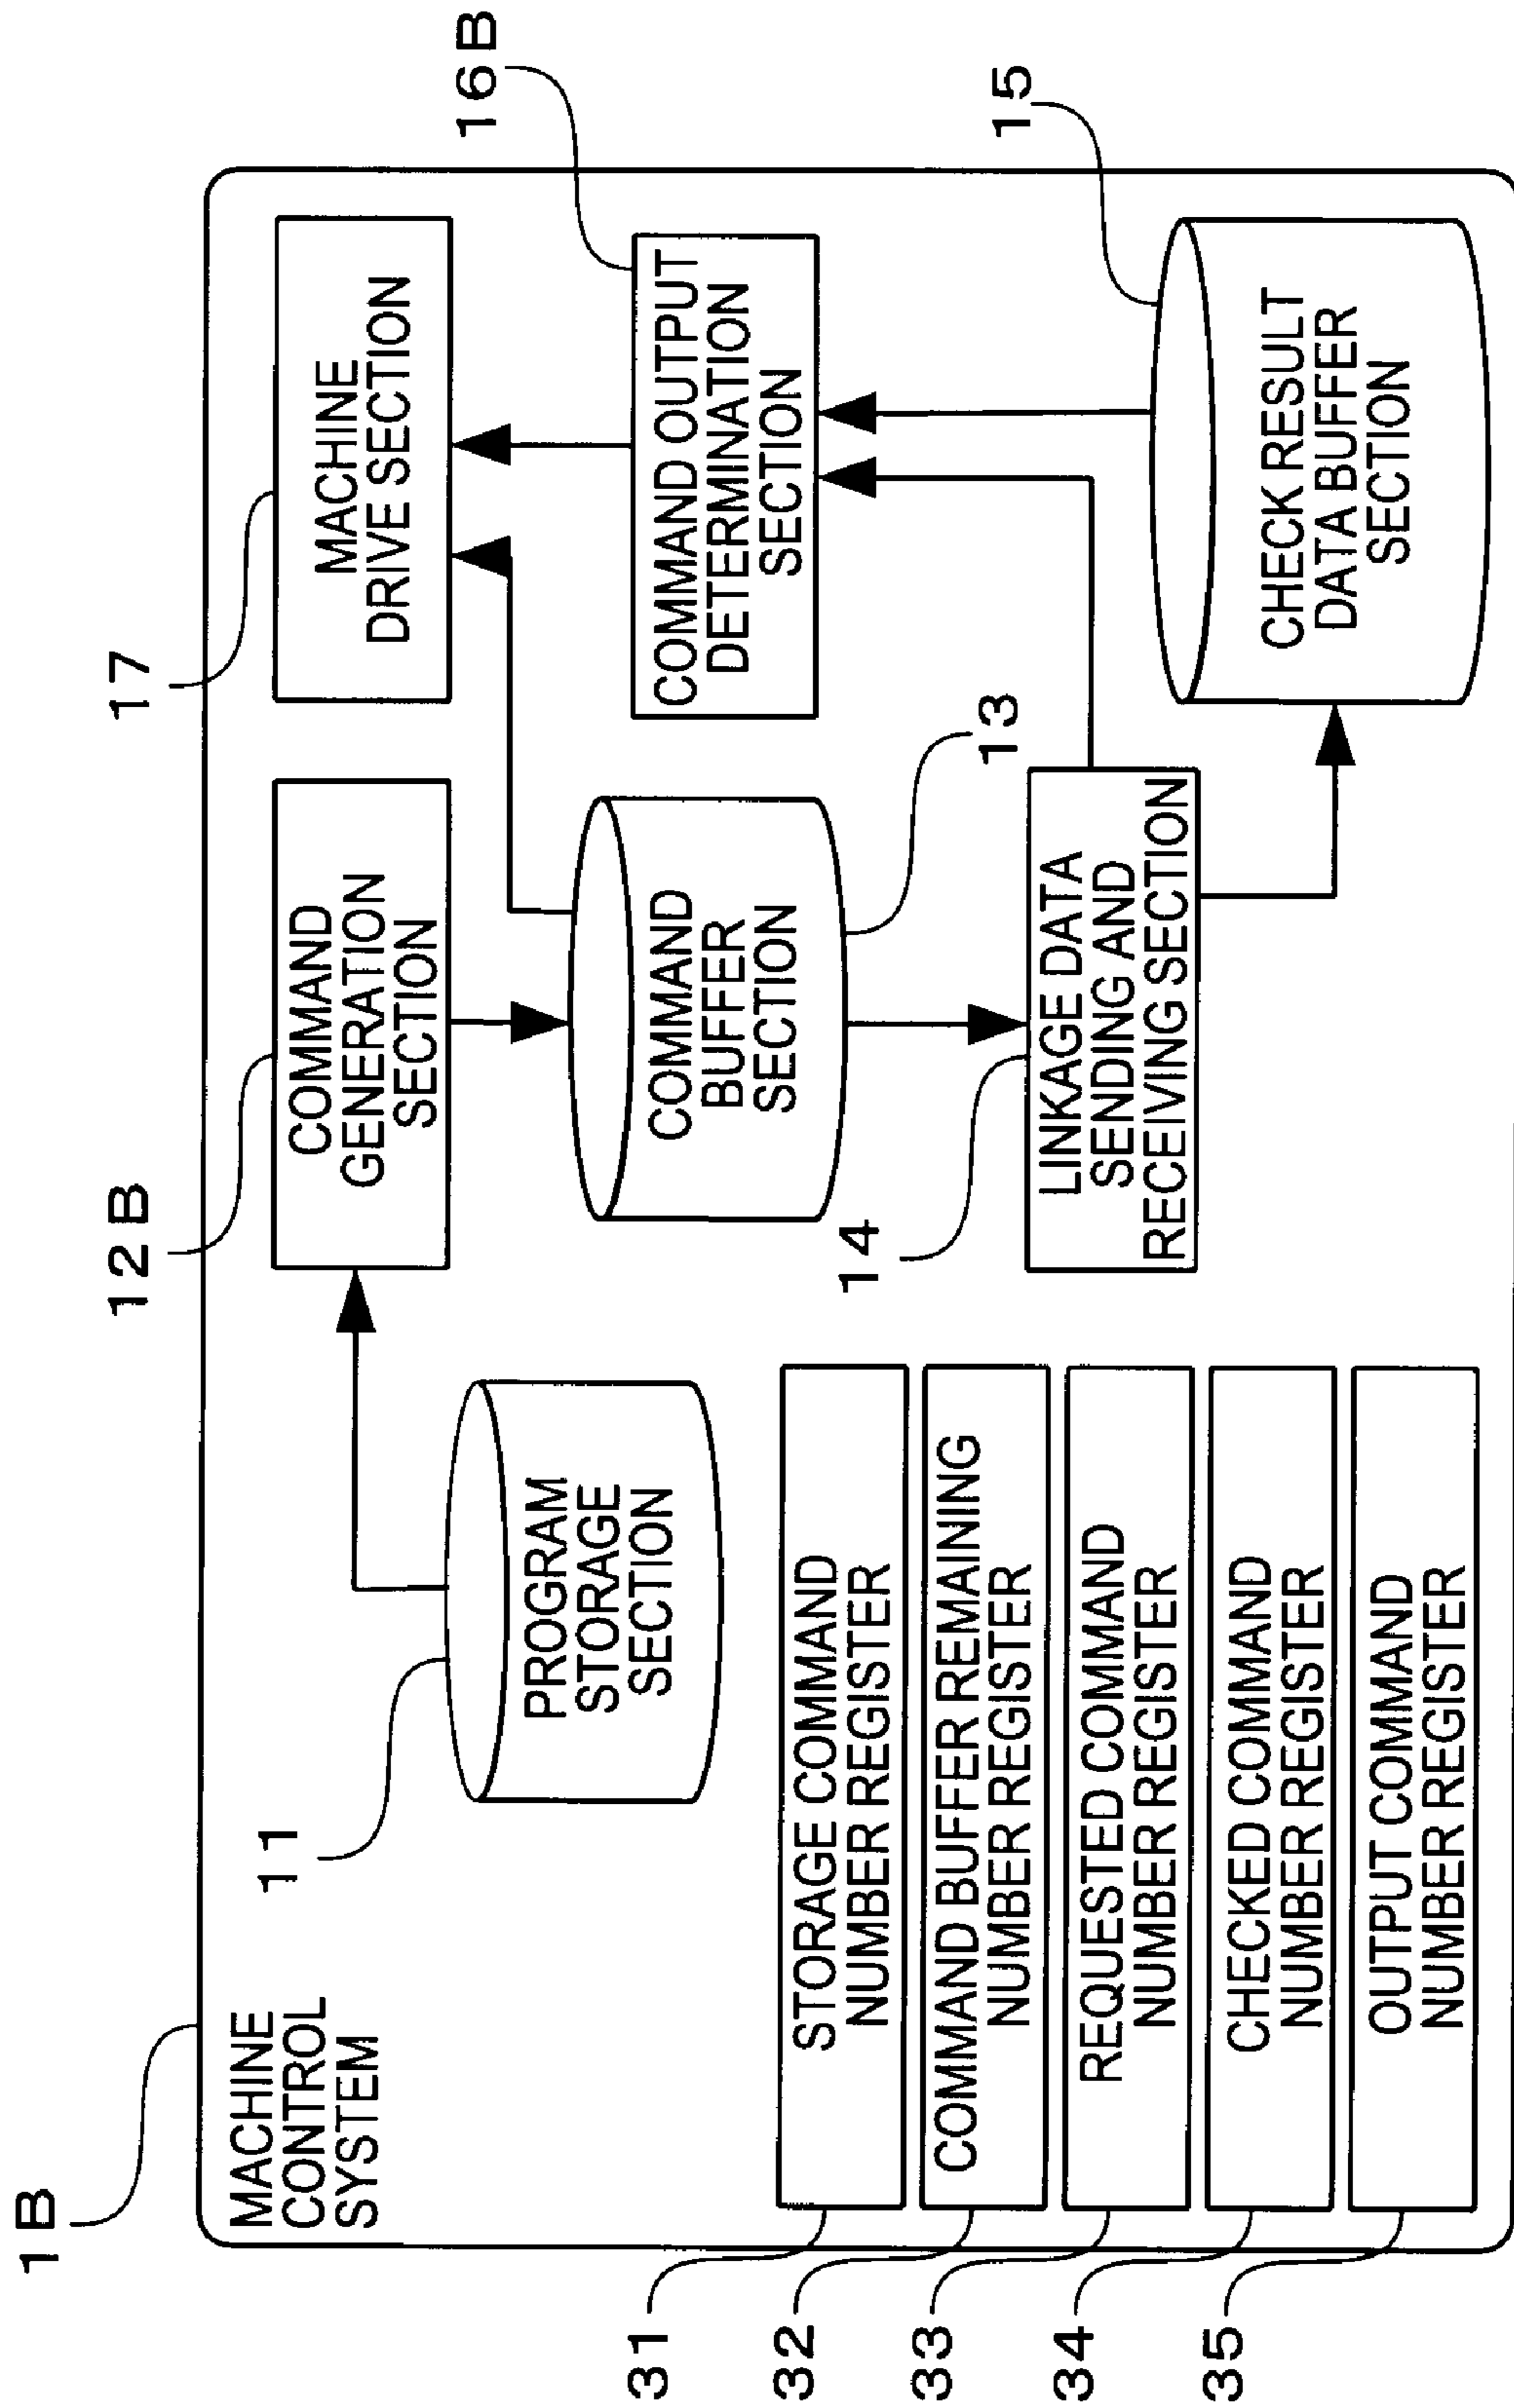 1B
MACHINE
CONTROL
SYSTEM
11
PROGRAM
STORAGE
SECTION
12B
COMMAND
GENERATION
SECTION
17
MACHINE
DRIVE SECTION
COMMAND
BUFFER
SECTION
13
16B
COMMAND OUTPUT
DETERMINATION
SECTION
14
LINKAGE DATA
SENDING AND
RECEIVING SECTION
15
CHECK RESULT
DATA BUFFER
SECTION
31
STORAGE COMMAND
NUMBER REGISTER
32
COMMAND BUFFER REMAINING
NUMBER REGISTER
33
REQUESTED COMMAND
NUMBER REGISTER
34
CHECKED COMMAND
NUMBER REGISTER
35
OUTPUT COMMAND
NUMBER REGISTER